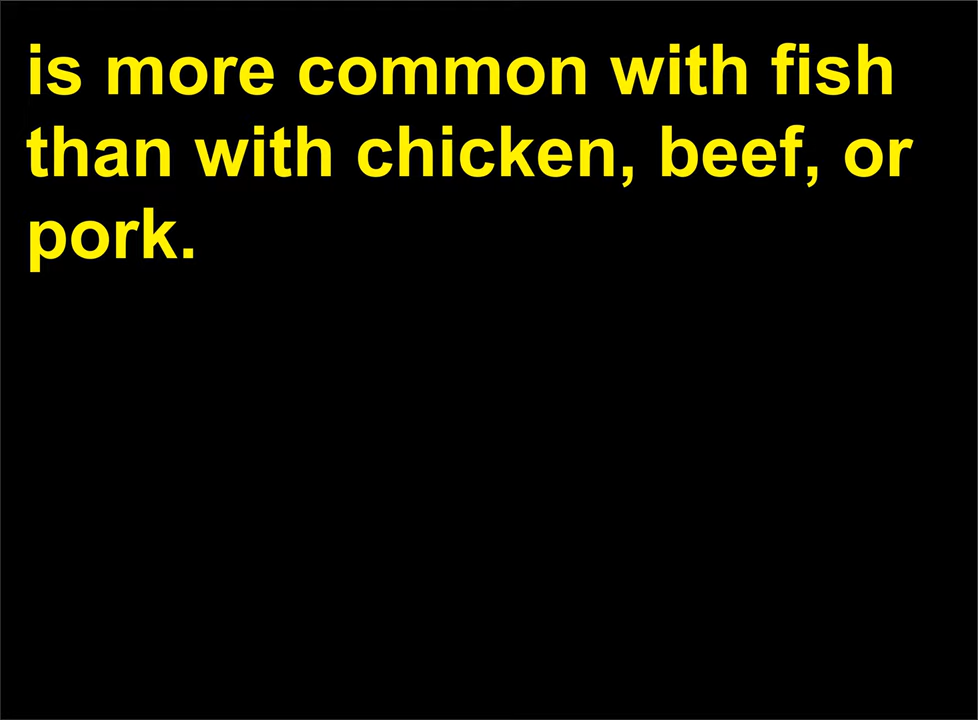 is more common with fish
than with chicken, beef, or
pork.